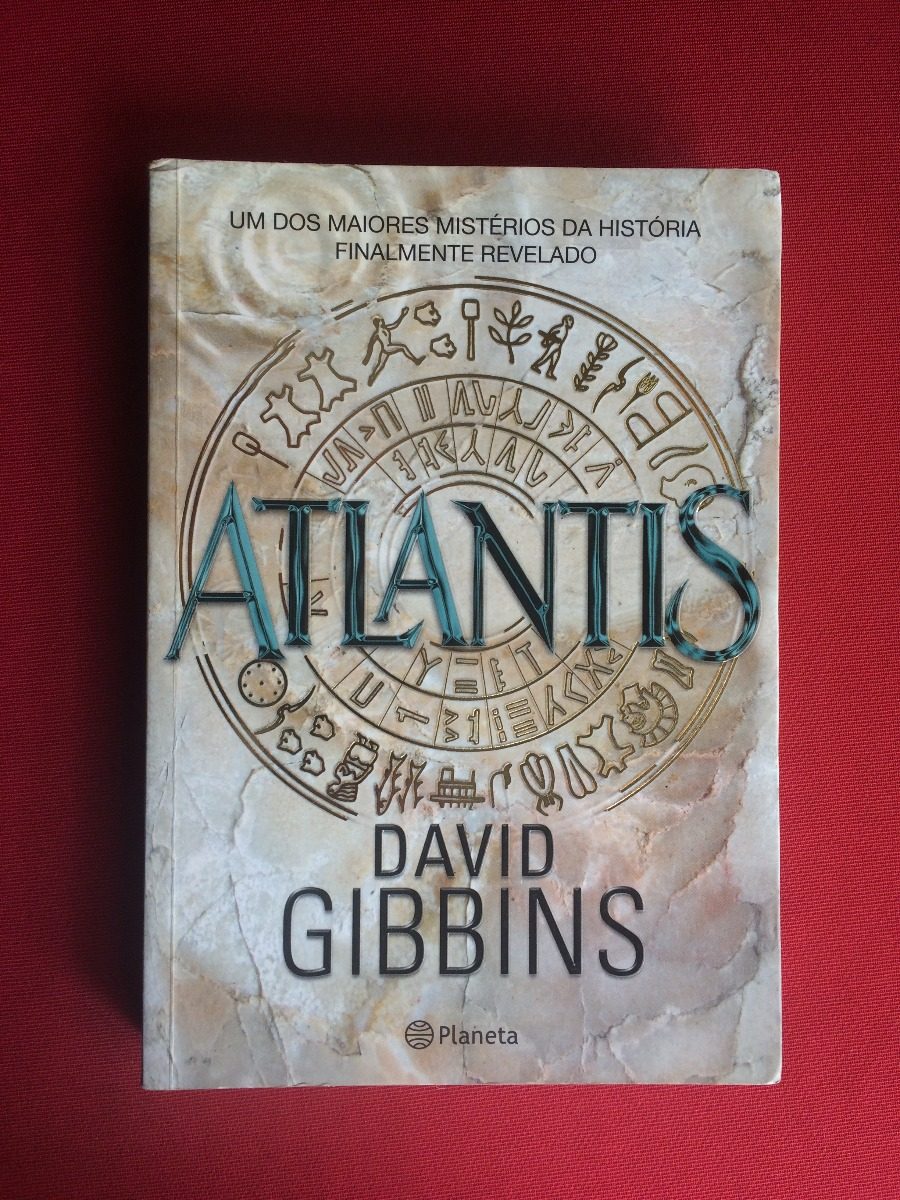 UM DOS MAIORES MISTÉRIOS DA HISTÓRIA
FINALMENTE REVELADO
ATLANTIS
DAVID
GIBBINS
Planeta